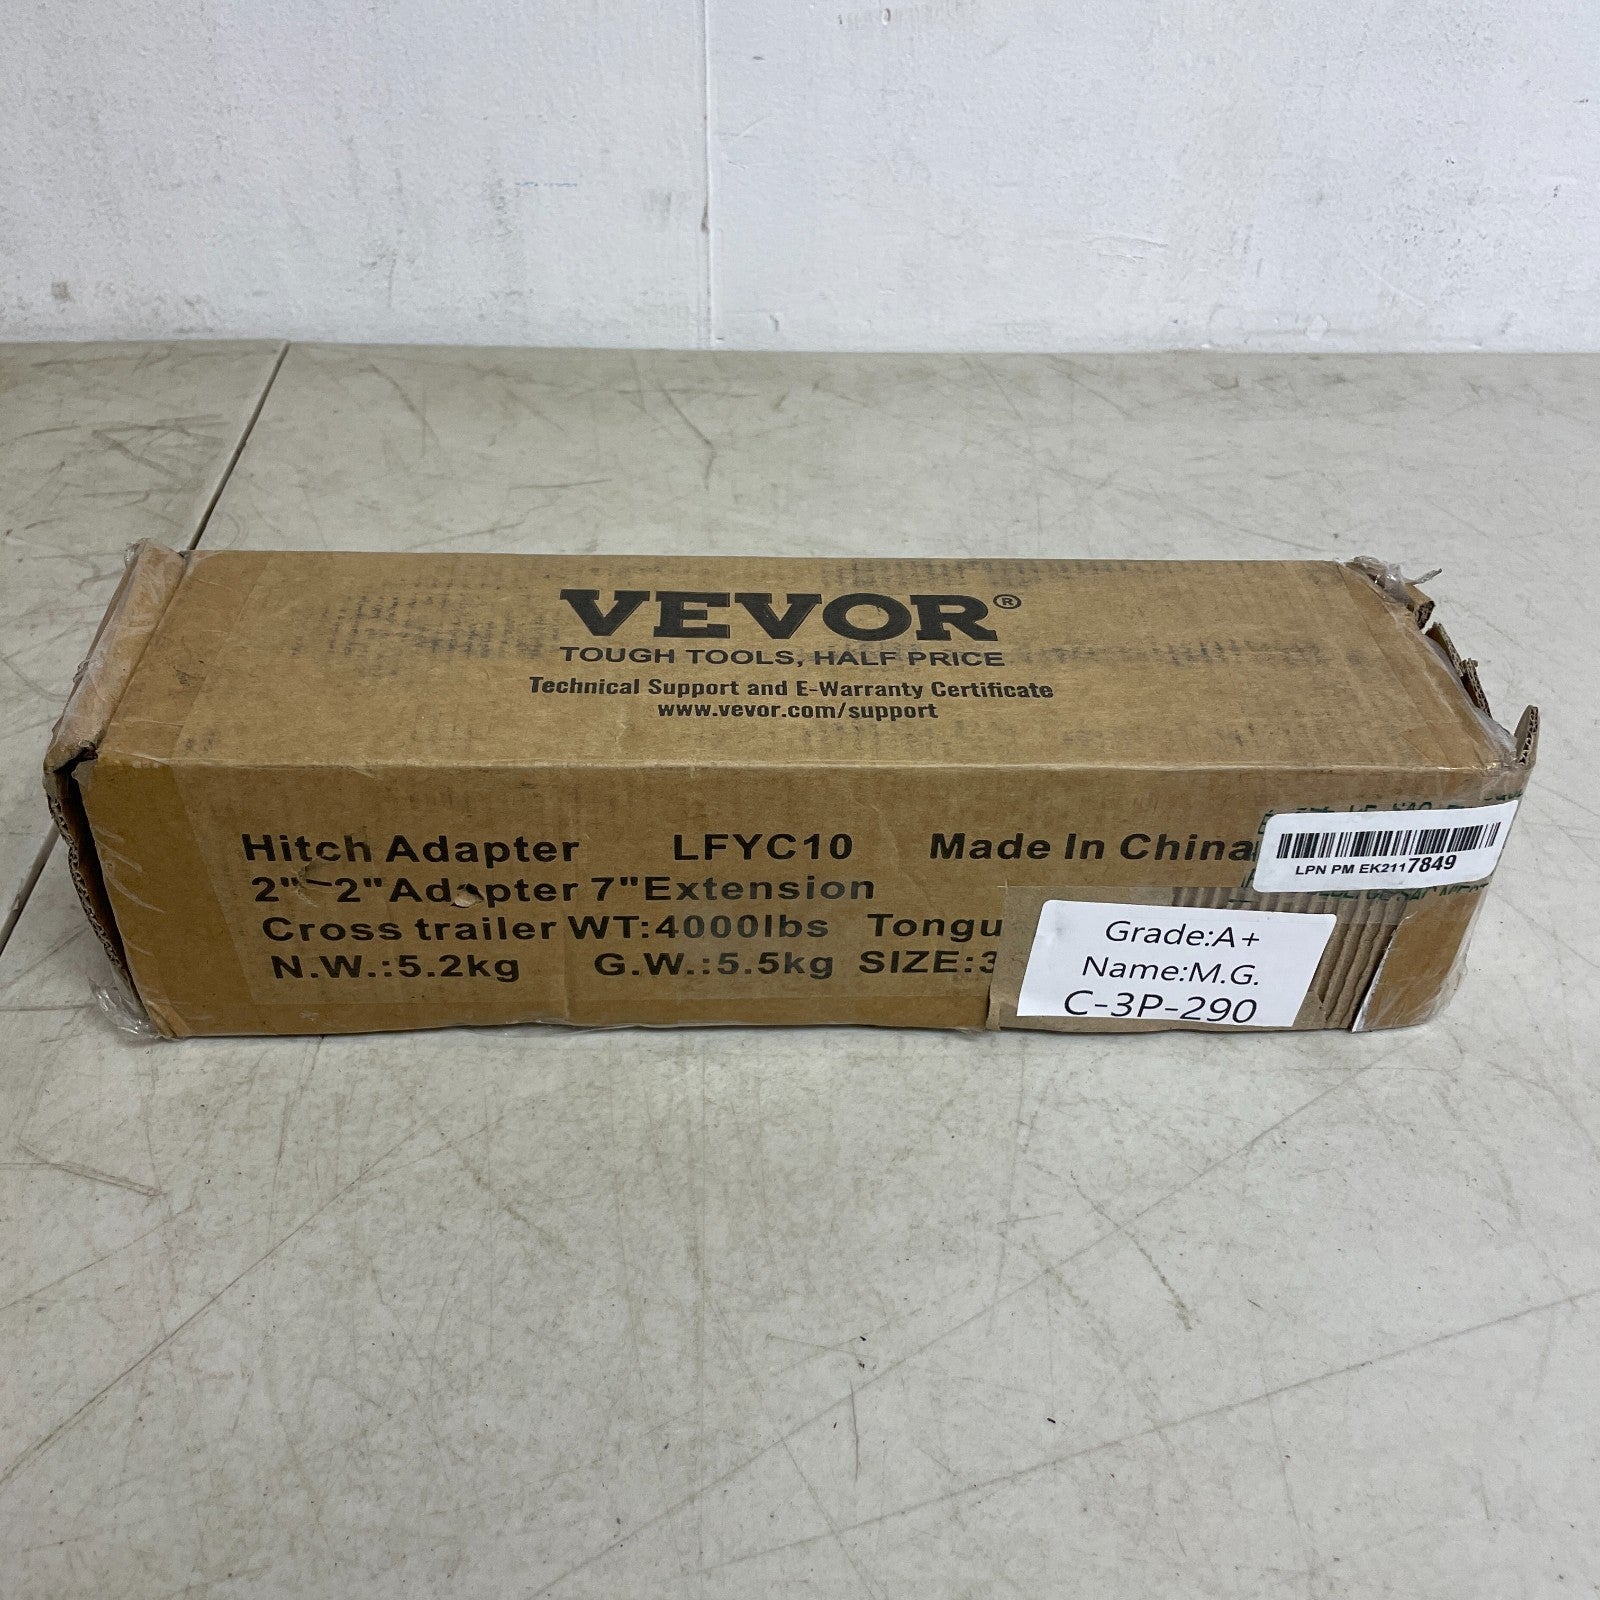 VEVOR®
TOUGH TOOLS, HALF PRICE
Technical Support and E-Warranty Certificate
www.vevor.com/support
Hitch Adapter LFYC10 Made In China
2"–2"Adapter 7"Extension
Cross trailer WT:4000lbs Tongu
N.W.:5.2kg G.W.:5.5kg SIZE:3
LPN PM EK2117849
Grade:A+
Name:M.G.
C-3P-290